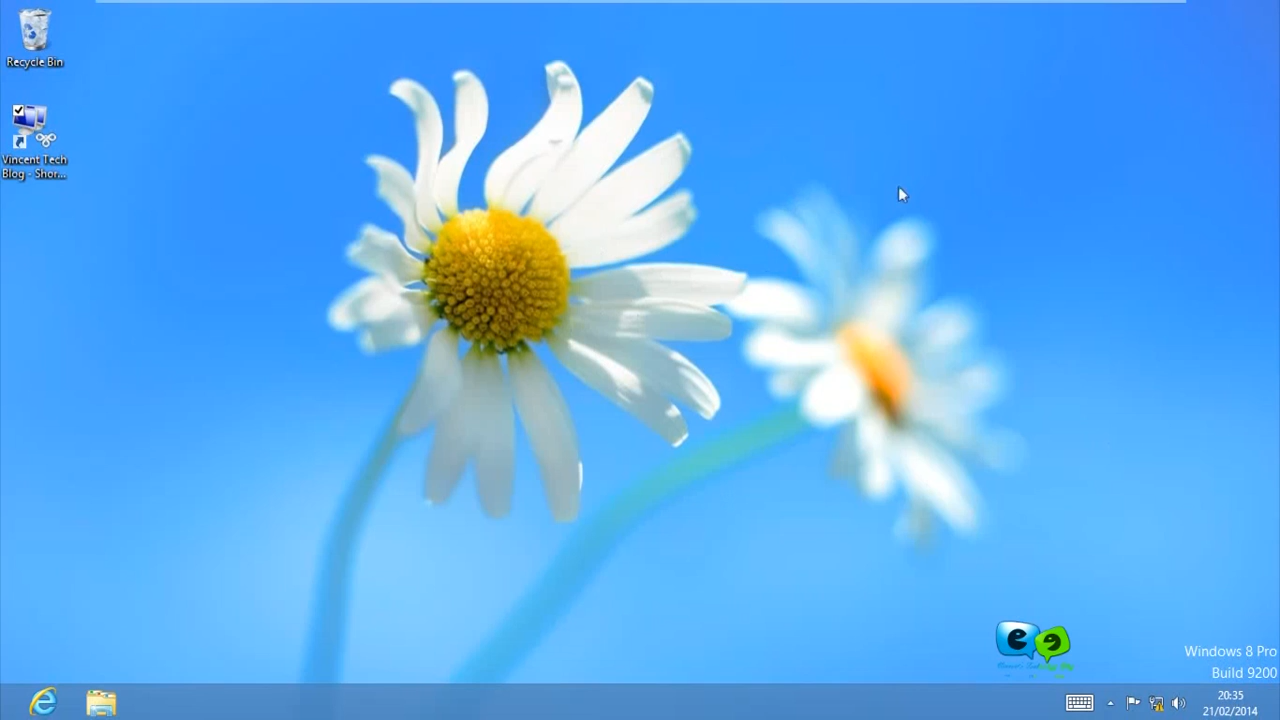 Recycle Bin
Vincent Tech
Blog - Shor...
Windows 8 Pro
Build 9200
20:35
21/02/2014